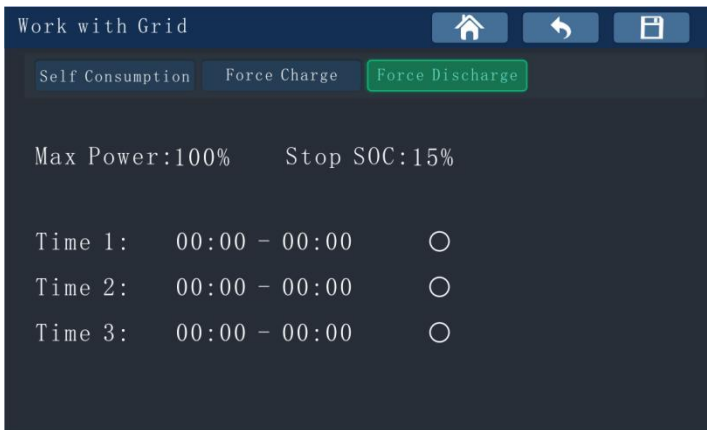 Work with Grid
Self Consumption Force Charge Force Discharge
Max Power:100% Stop SOC:15%
Time 1: 00:00 - 00:00
Time 2: 00:00 - 00:00
Time 3: 00:00 - 00:00